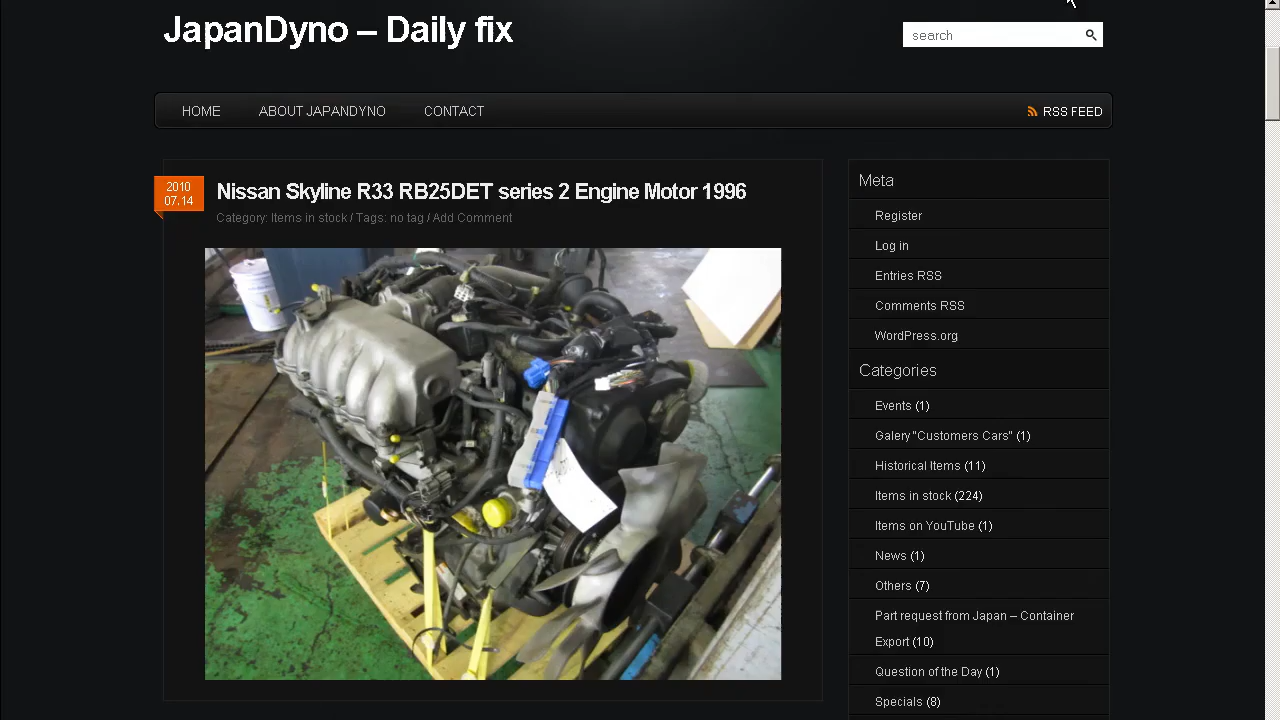 JapanDyno – Daily fix
search
HOME
ABOUT JAPANDYNO
CONTACT
RSS FEED
2010
07.14
Nissan Skyline R33 RB25DET series 2 Engine Motor 1996
Category: Items in stock / Tags: no tag / Add Comment
Meta
Register
Log in
Entries RSS
Comments RSS
WordPress.org
Categories
Events (1)
Galery "Customers Cars" (1)
Historical Items (11)
Items in stock (224)
Items on YouTube (1)
News (1)
Others (7)
Part request from Japan – Container
Export (10)
Question of the Day (1)
Specials (8)